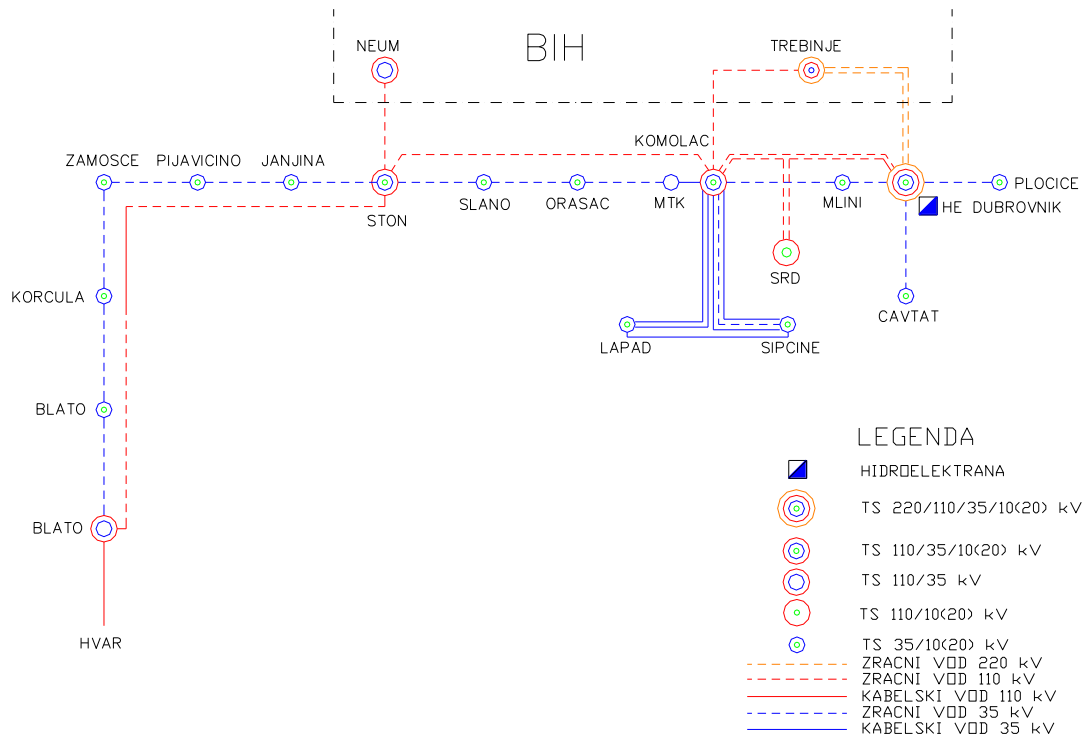 BIH
NEUM
TREBINJE
KOMOLAC
ZAMOSCE
PIJAVICINO
JANJINA
STON
SLANO
ORASAC
MTK
MLINI
PLOCICE
HE DUBROVNIK
SRD
CAVTAT
KORCULA
LAPAD
SIPCINE
BLATO
BLATO
HVAR
LEGENDA
HIDROELEKTRANA
TS 220/110/35/10(20) kV
TS 110/35/10(20) kV
TS 110/35 kV
TS 110/10(20) kV
TS 35/10(20) kV
ZRACNI VOD 220 kV
ZRACNI VOD 110 kV
KABELSKI VOD 110 kV
ZRACNI VOD 35 kV
KABELSKI VOD 35 kV